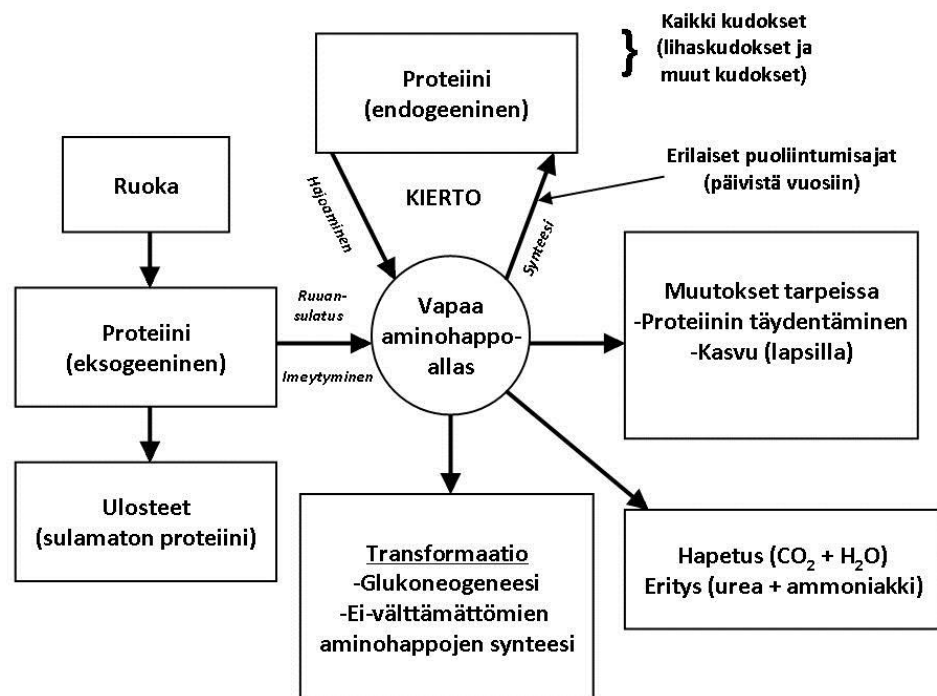 Kaikki kudokset
(lihaskudokset ja
muut kudokset)
}
Proteiini
(endogeeninen)
Ruoka
Hajoaminen
KIERTO
Synteesi
Erilaiset puoliintumisajat
(päivistä vuosiin)
Proteiini
(eksogeeninen)
Ruuan-
sulatus
Imeytyminen
Vapaa
aminohappo-
allas
Muutokset tarpeissa
-Proteiinin täydentäminen
-Kasvu (lapsilla)
Ulosteet
(sulamaton proteiini)
Transformaatio
-Glukoneogeneesi
-Ei-välttämättömien
aminohappojen synteesi
Hapetus (CO₂ + H₂O)
Eritys (urea + ammoniakki)